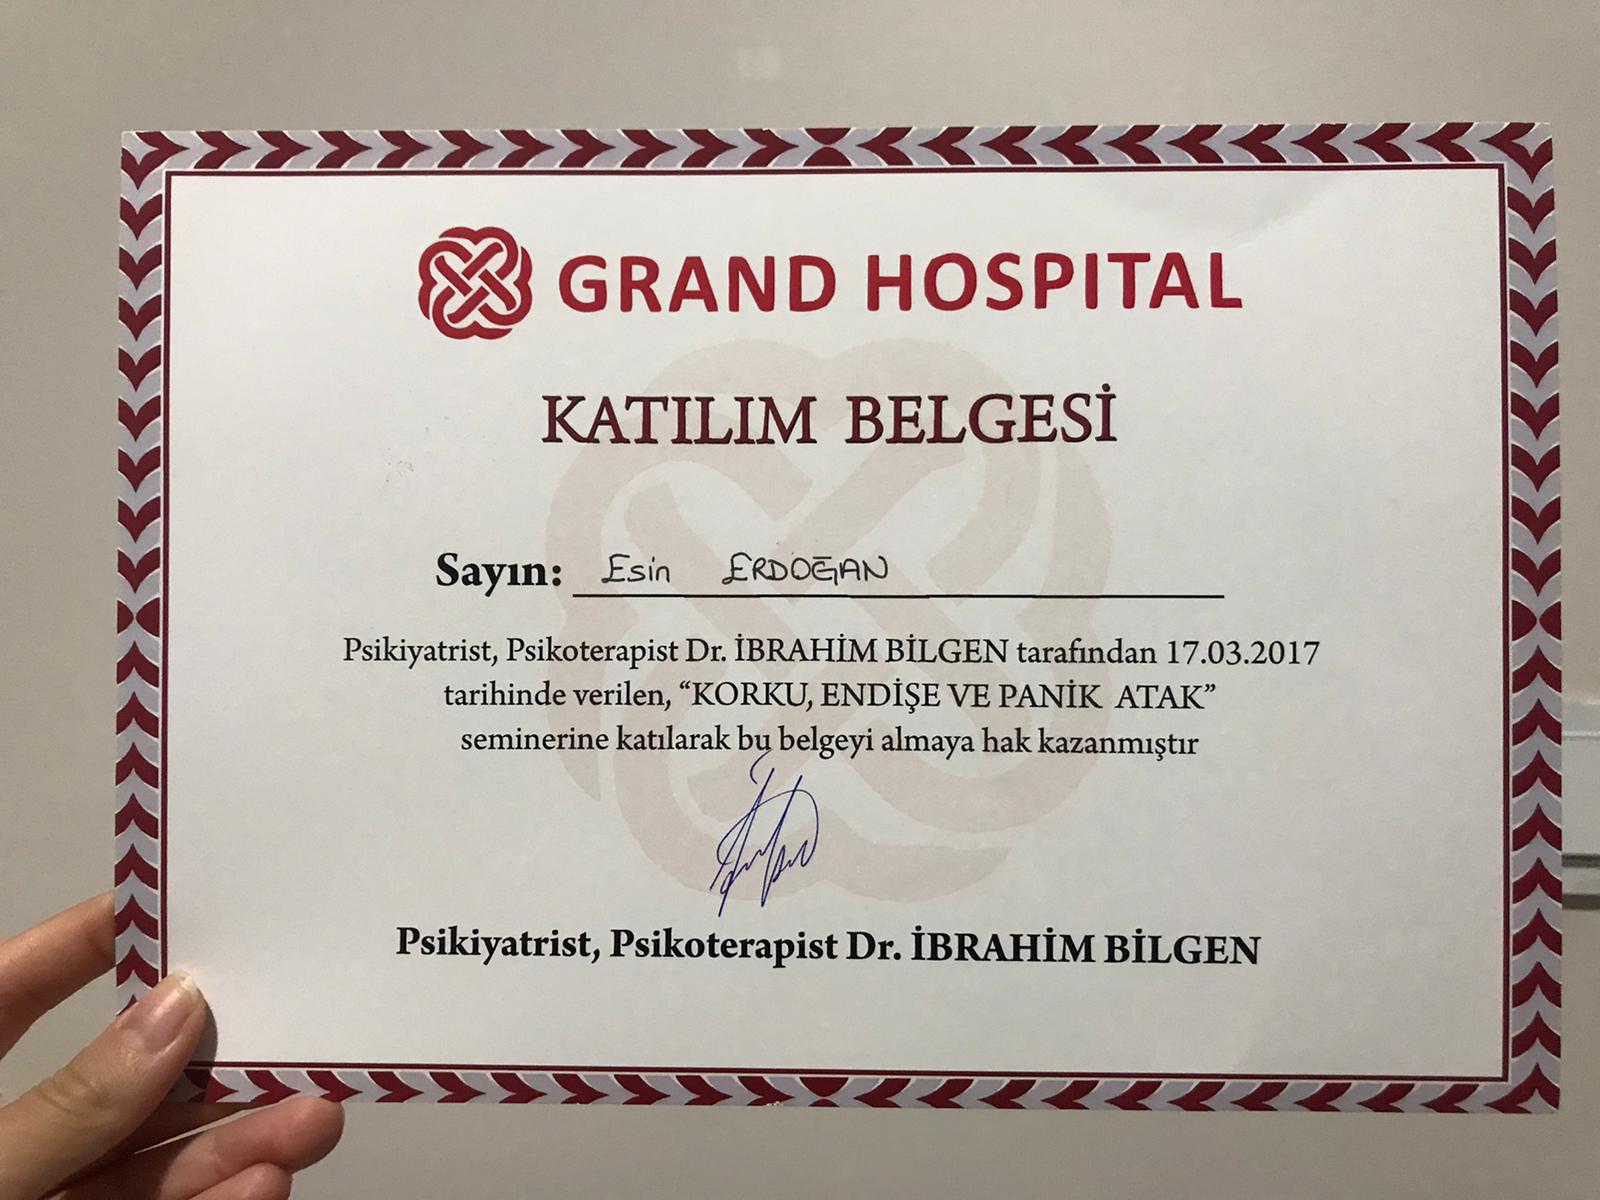 GRAND HOSPITAL
KATILIM BELGESİ
Sayın: Esin ERDOĞAN
Psikiyatrist, Psikoterapist Dr. İBRAHİM BİLGEN tarafından 17.03.2017
tarihinde verilen, “KORKU, ENDİŞE VE PANİK ATAK”
seminerine katılarak bu belgeyi almaya hak kazanmıştır
Psikiyatrist, Psikoterapist Dr. İBRAHİM BİLGEN